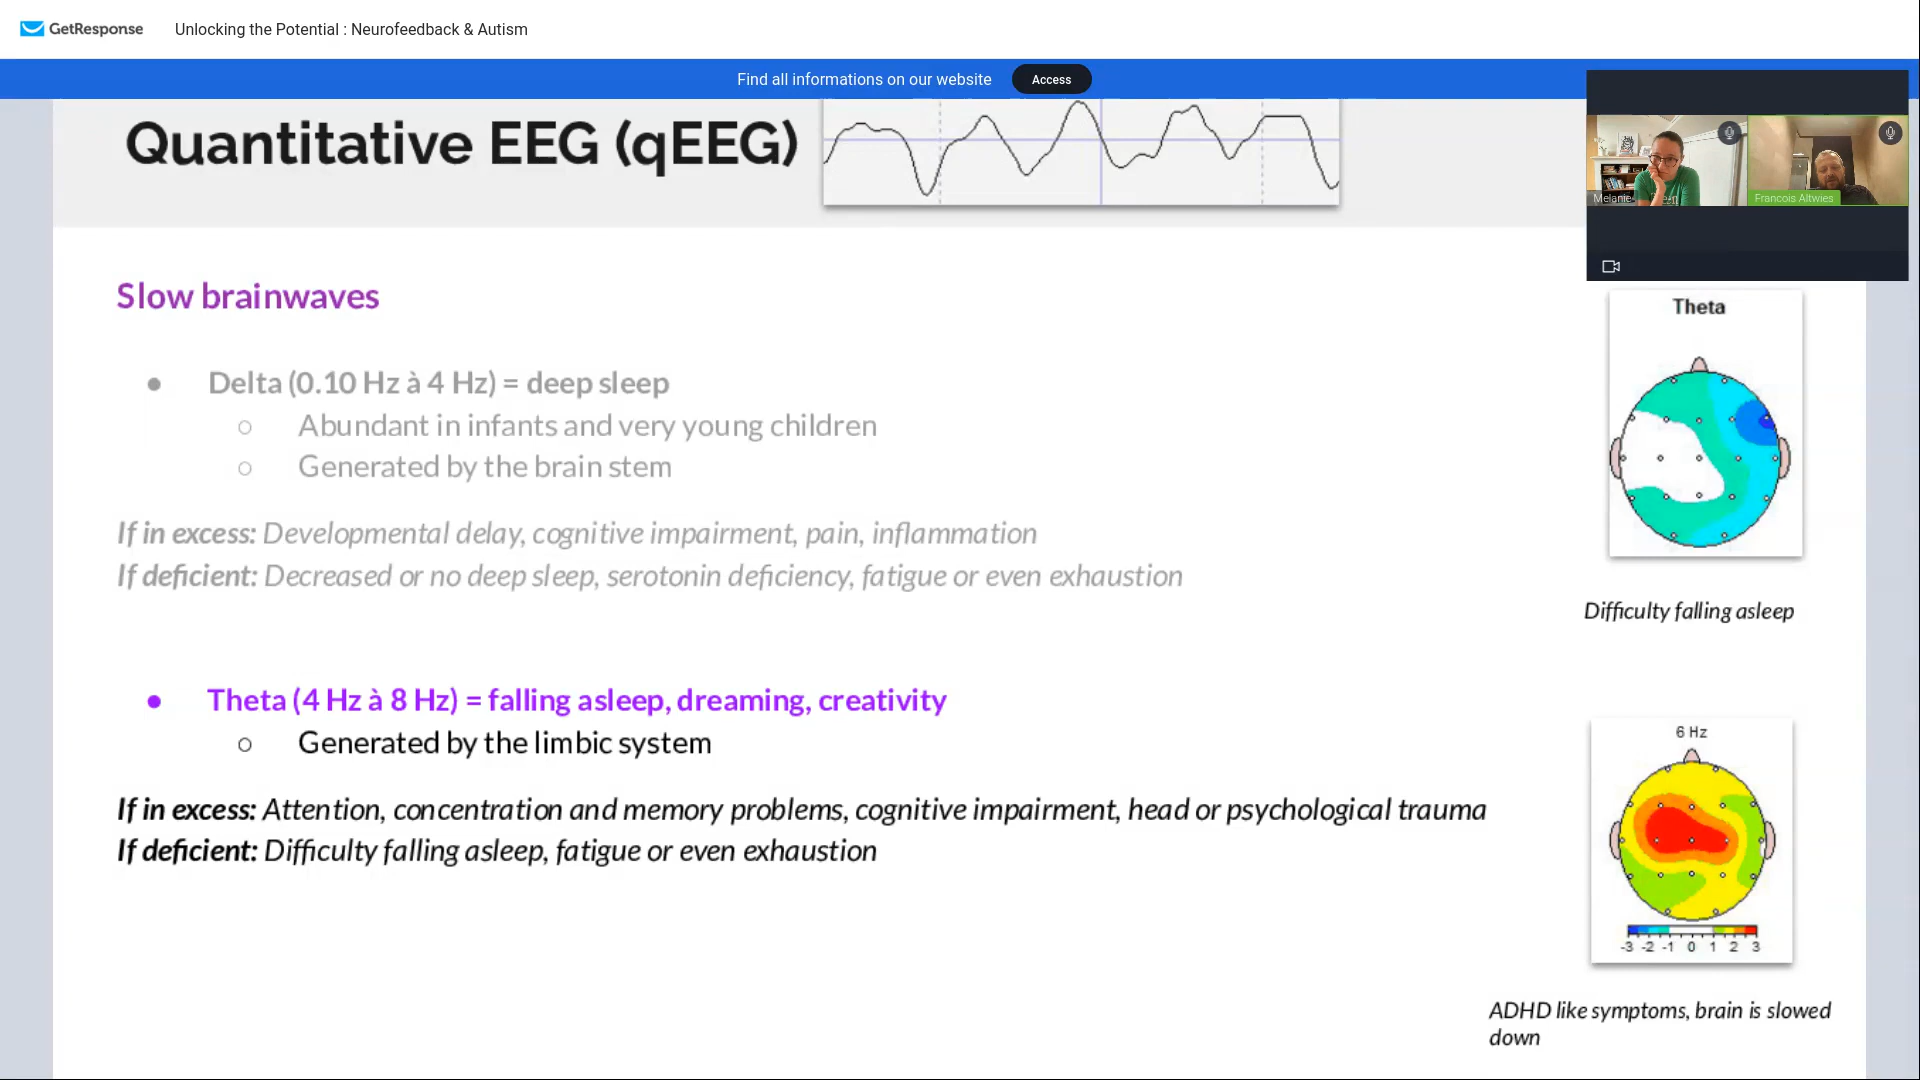 GetResponse
Unlocking the Potential : Neurofeedback & Autism
Find all informations on our website
Access
Quantitative EEG (qEEG)
Melanie
Francois Altwies
Slow brainwaves
Delta (0.10 Hz à 4 Hz) = deep sleep
Abundant in infants and very young children
Generated by the brain stem
If in excess: Developmental delay, cognitive impairment, pain, inflammation
If deficient: Decreased or no deep sleep, serotonin deficiency, fatigue or even exhaustion
Theta
Difficulty falling asleep
Theta (4 Hz à 8 Hz) = falling asleep, dreaming, creativity
Generated by the limbic system
If in excess: Attention, concentration and memory problems, cognitive impairment, head or psychological trauma
If deficient: Difficulty falling asleep, fatigue or even exhaustion
6 Hz
-3 -2 -1 0 1 2 3
ADHD like symptoms, brain is slowed
down